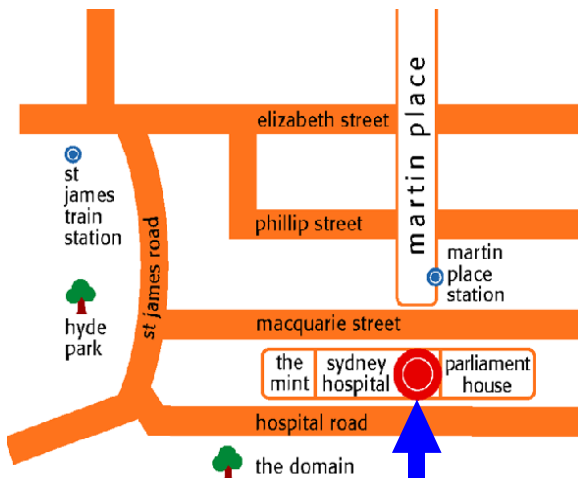 elizabeth street
martin place
st
james
train
station
phillip street
martin
place
station
st james road
hyde
park
macquarie street
the
mint
sydney
hospital
parliament
house
hospital road
the domain